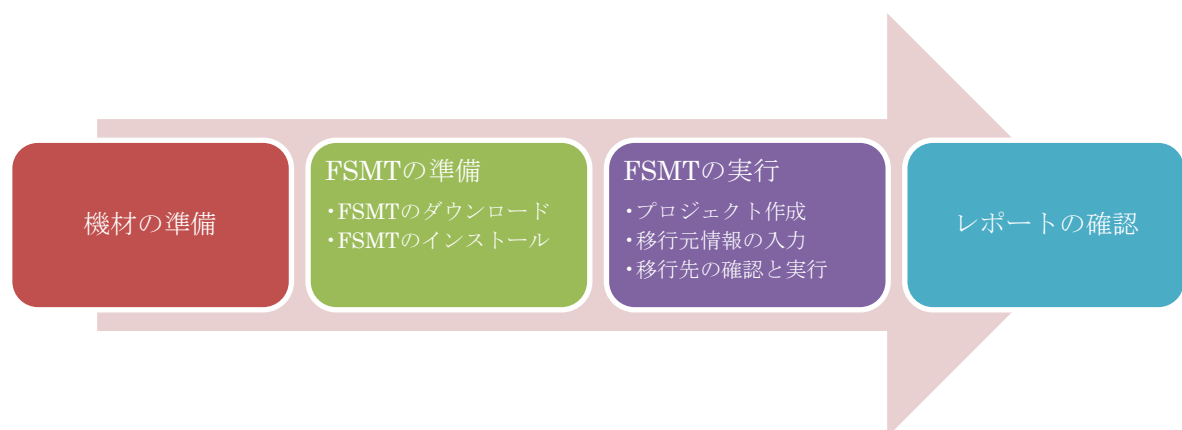 機材の準備
FSMTの準備
・FSMTのダウンロード
・FSMTのインストール
FSMTの実行
・プロジェクト作成
・移行元情報の入力
・移行先の確認と実行
レポートの確認